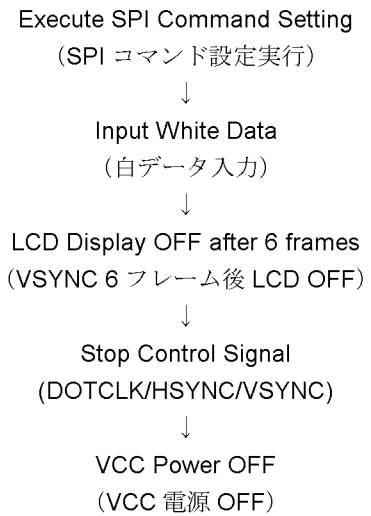 Execute SPI Command Setting
（SPI コマンド設定実行）
↓
Input White Data
（白データ入力）
↓
LCD Display OFF after 6 frames
（VSYNC 6 フレーム後 LCD OFF）
↓
Stop Control Signal
(DOTCLK/HSYNC/VSYNC)
↓
VCC Power OFF
（VCC 電源 OFF）